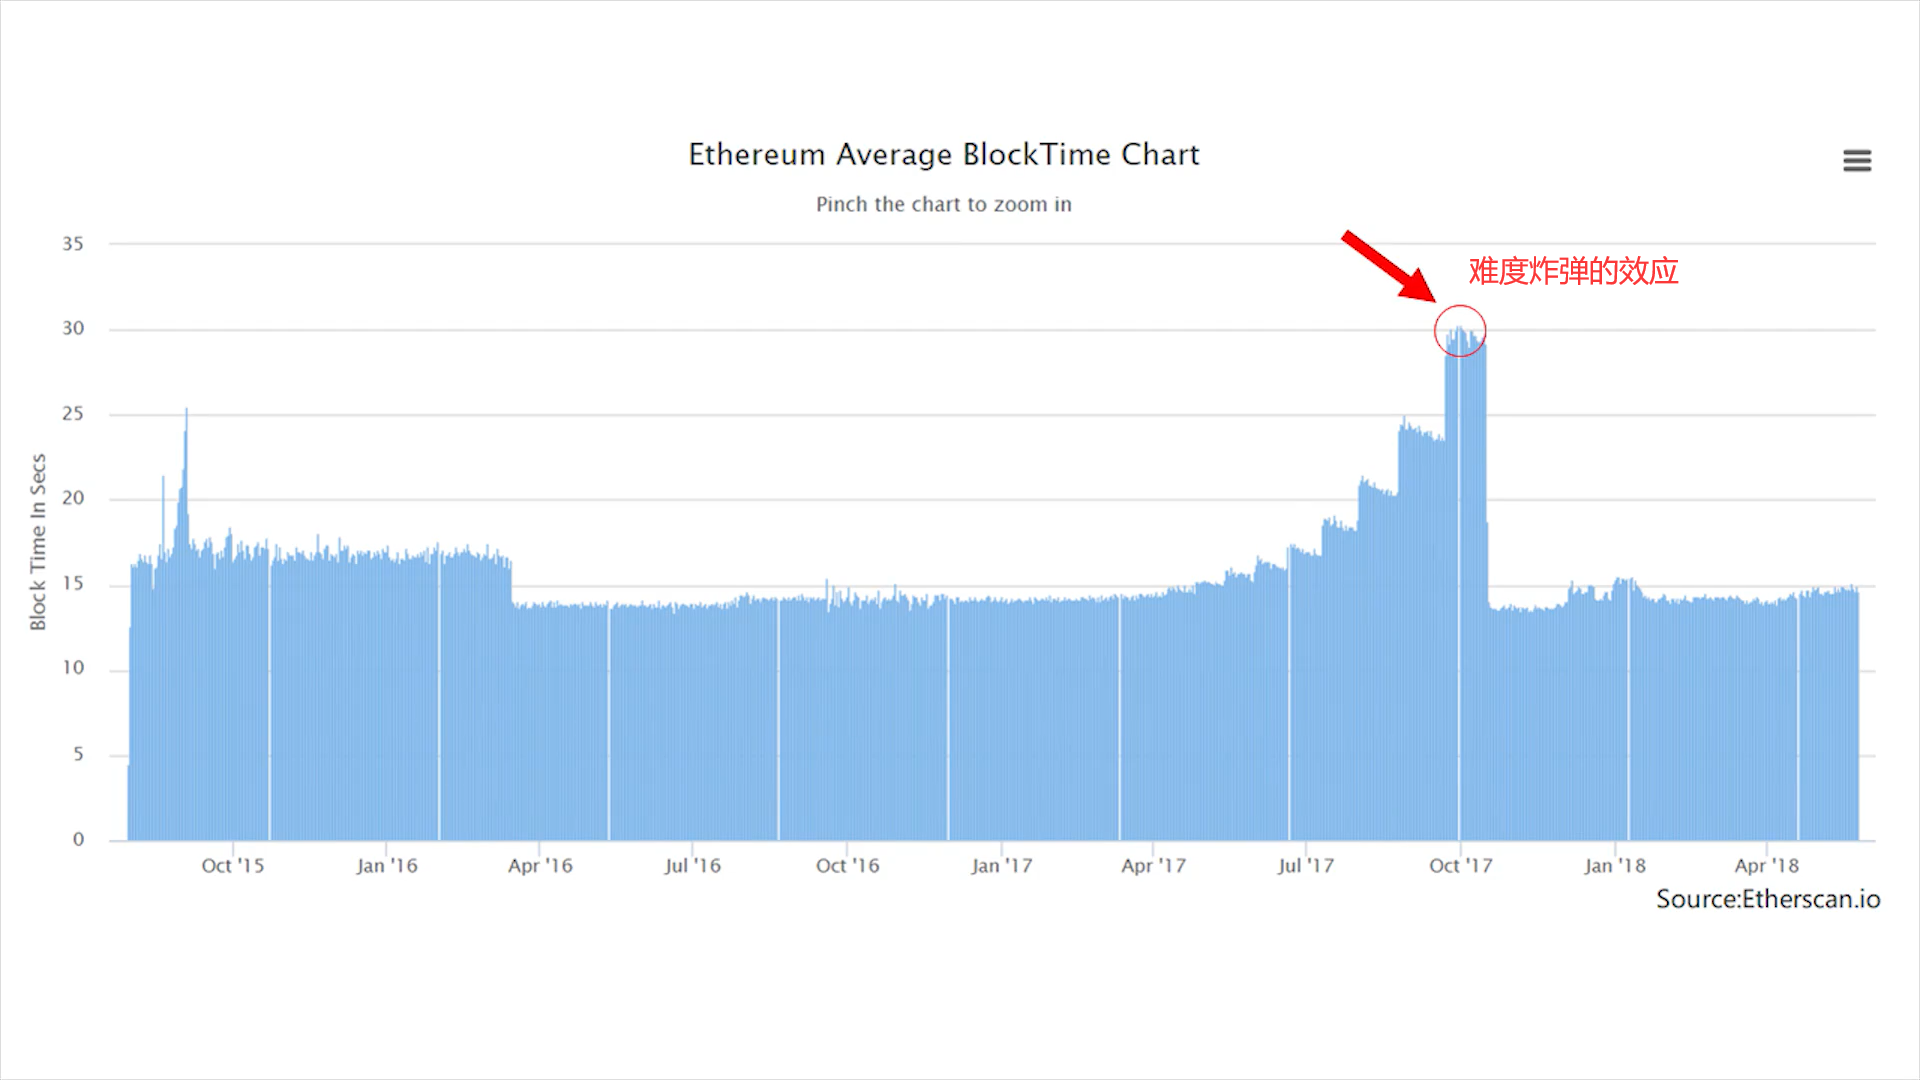 Ethereum Average BlockTime Chart
Pinch the chart to zoom in
难度炸弹的效应
Block Time In Secs
35
30
25
20
15
10
5
0
Oct '15
Jan '16
Apr '16
Jul '16
Oct '16
Jan '17
Apr '17
Jul '17
Oct '17
Jan '18
Apr '18
Source:Etherscan.io